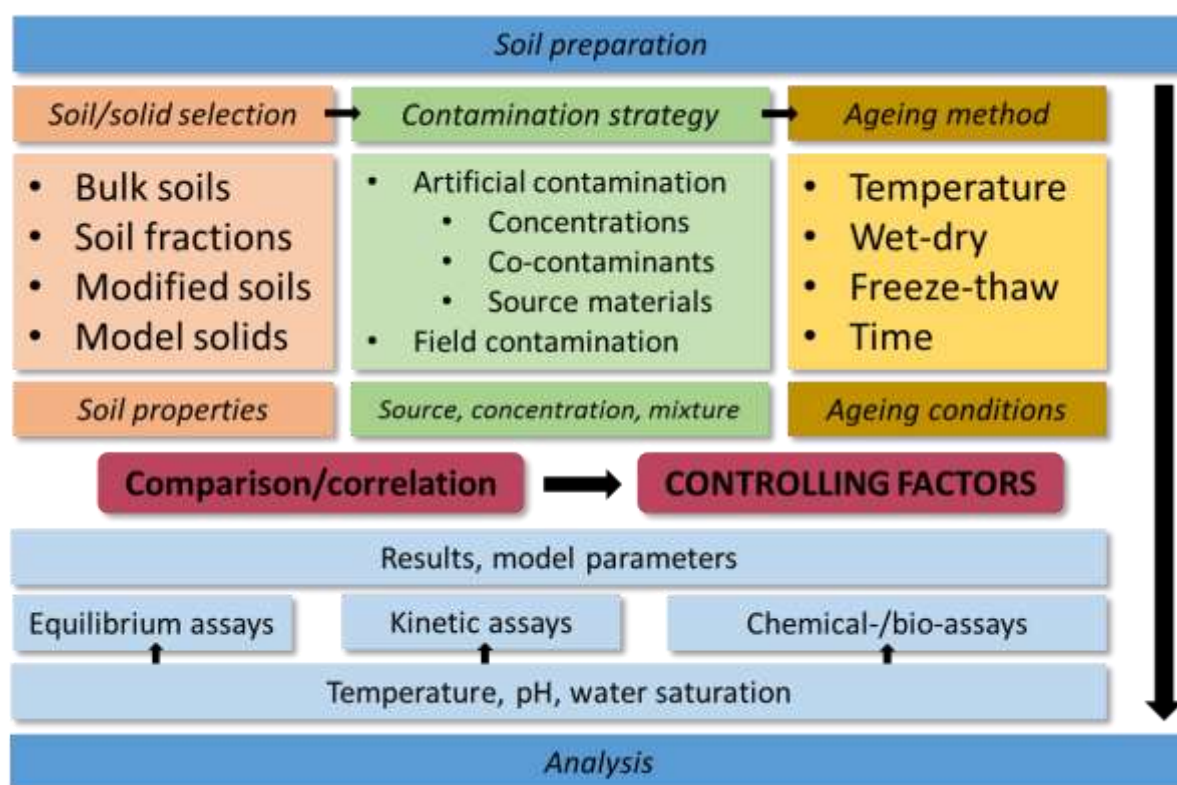 Soil preparation
Soil/solid selection
Contamination strategy
Ageing method
• Bulk soils
• Soil fractions
• Modified soils
• Model solids
• Artificial contamination
• Concentrations
• Co-contaminants
• Source materials
• Field contamination
• Temperature
• Wet-dry
• Freeze-thaw
• Time
Soil properties
Source, concentration, mixture
Ageing conditions
Comparison/correlation
CONTROLLING FACTORS
Results, model parameters
Equilibrium assays
Kinetic assays
Chemical-/bio-assays
Temperature, pH, water saturation
Analysis